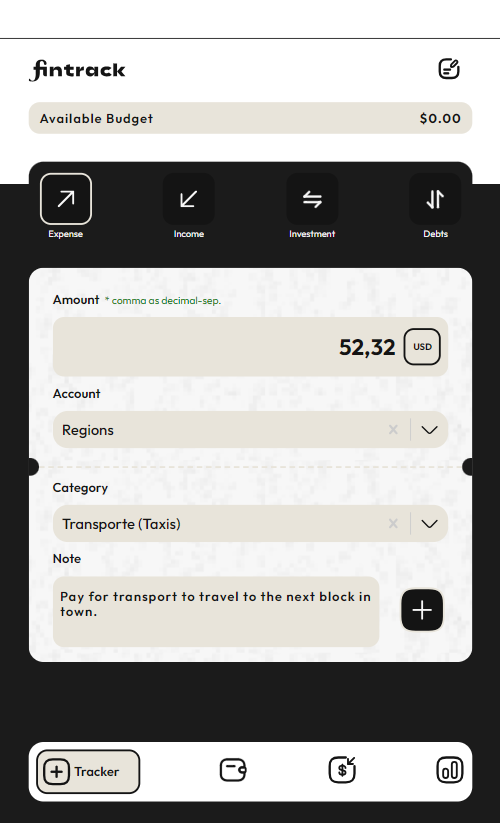 fintrack
Available Budget $0.00
Expense Income Investment Debts
Amount * comma as decimal-sep.
52,32 USD
Account
Regions
Category
Transporte (Taxis)
Note
Pay for transport to travel to the next block in
town.
Tracker